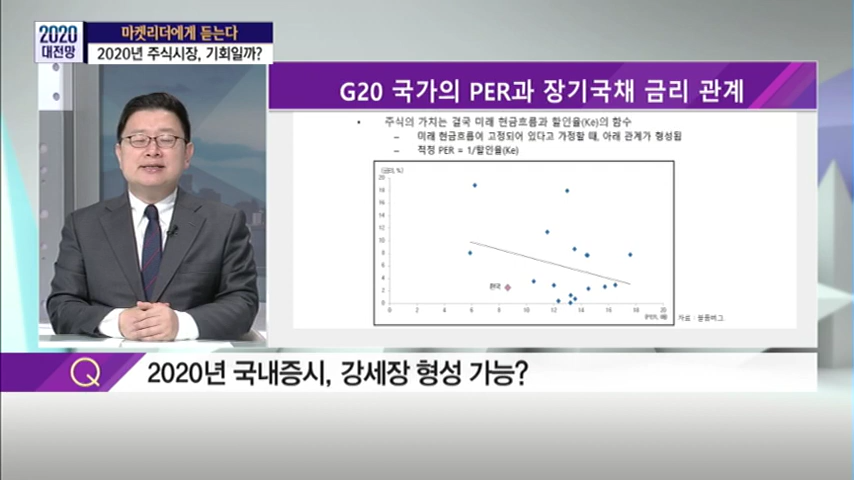 2020
대전망
마켓리더에게 듣는다
2020년 주식시장, 기회일까?
G20 국가의 PER과 장기국채 금리 관계
• 주식의 가치는 결국 미래 현금흐름과 할인율(Ke)의 함수
– 미래 현금흐름이 고정되어 있다고 가정할 때, 아래 관계가 형성됨
– 적정 PER = 1/할인율(Ke)
(금리, %)
20
18
16
14
12
10
8
6
4
2
0
한국
0 2 4 6 8 10 12 14 16 18 20
(PER, 배)
자료 : 블룸버그
Q 2020년 국내증시, 강세장 형성 가능?